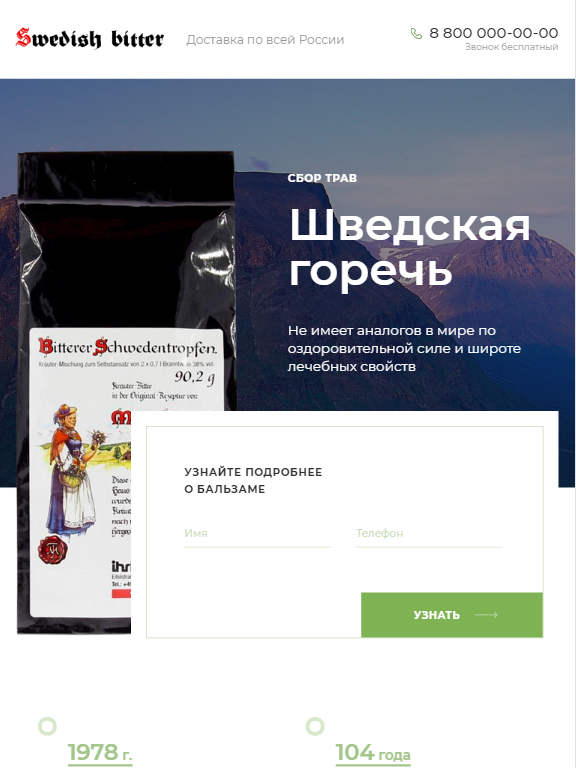 Swedish bitter
Доставка по всей России
8 800 000-00-00
Звонок бесплатный
СБОР ТРАВ
Шведская
горечь
Не имеет аналогов в мире по
оздоровительной силе и широте
лечебных свойств
Bitterer Schwedentropfen.
Kräuter-Mischung zum Selbstansatz von 2 x 0,7 l Branntw. in 38% vol.
90,2 g
Kräuter Bitter
in der Original-Rezeptur von
УЗНАЙТЕ ПОДРОБНЕЕ
О БАЛЬЗАМЕ
Имя
Телефон
УЗНАТЬ
1978 г.
104 года